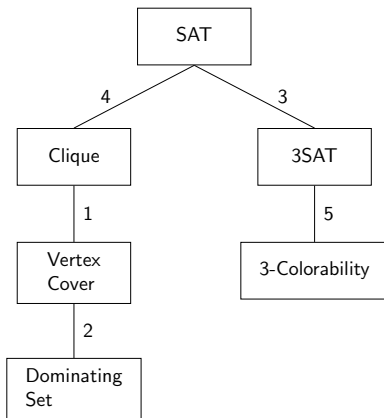 SAT
4
3
Clique
3SAT
1
5
Vertex
Cover
3-Colorability
2
Dominating
Set